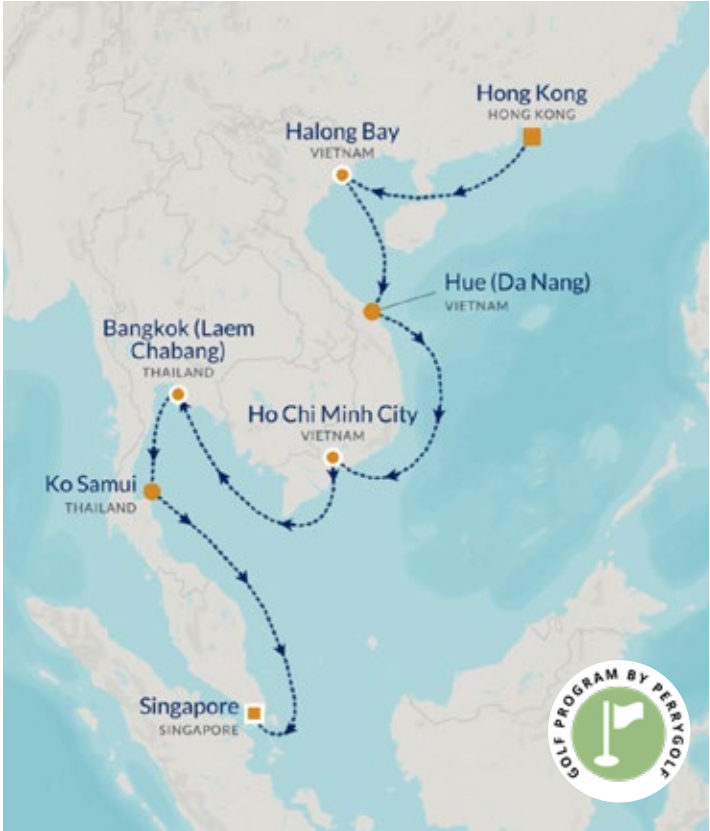 Hong Kong
HONG KONG
Halong Bay
VIETNAM
Hue (Da Nang)
VIETNAM
Bangkok (Laem
Chabang)
THAILAND
Ho Chi Minh City
VIETNAM
Ko Samui
THAILAND
Singapore
SINGAPORE
GOLF PROGRAM BY PERRYGOLF